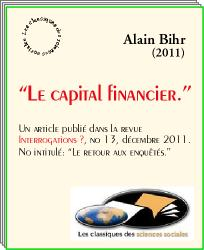 Les classiques des sciences sociales
Alain Bihr
(2011)
“Le capital financier.”
Un article publié dans la revue
Interrogations ?, no 13, décembre 2011.
No intitulé: “Le retour aux enquêtés.”
Les classiques des sciences sociales